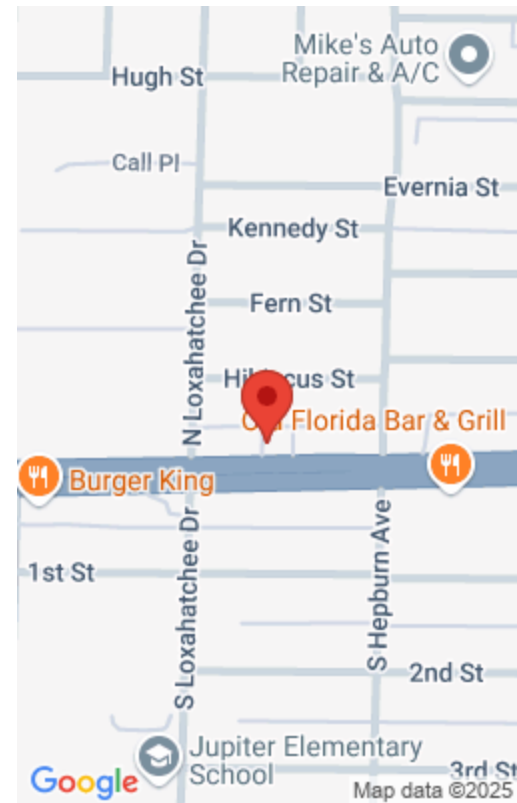 Mike's Auto
Repair & A/C
Hugh St
Call Pl
Evernia St
Kennedy St
N Loxahatchee Dr
Fern St
Hibiscus St
Florida Bar & Grill
Burger King
S Loxahatchee Dr
1st St
S Hepburn Ave
2nd St
Jupiter Elementary
School
3rd St
Google
Map data ©2025